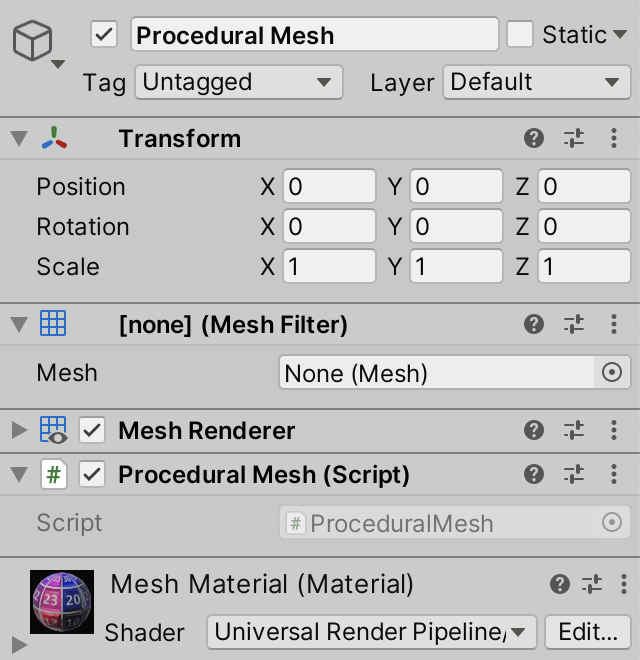 Procedural Mesh Static
Tag Untagged Layer Default
Transform
Position X 0 Y 0 Z 0
Rotation X 0 Y 0 Z 0
Scale X 1 Y 1 Z 1
[none] (Mesh Filter)
Mesh None (Mesh)
Mesh Renderer
# Procedural Mesh (Script)
Script # ProceduralMesh
Mesh Material (Material)
23 20
Shader Universal Render Pipeline/ Edit...